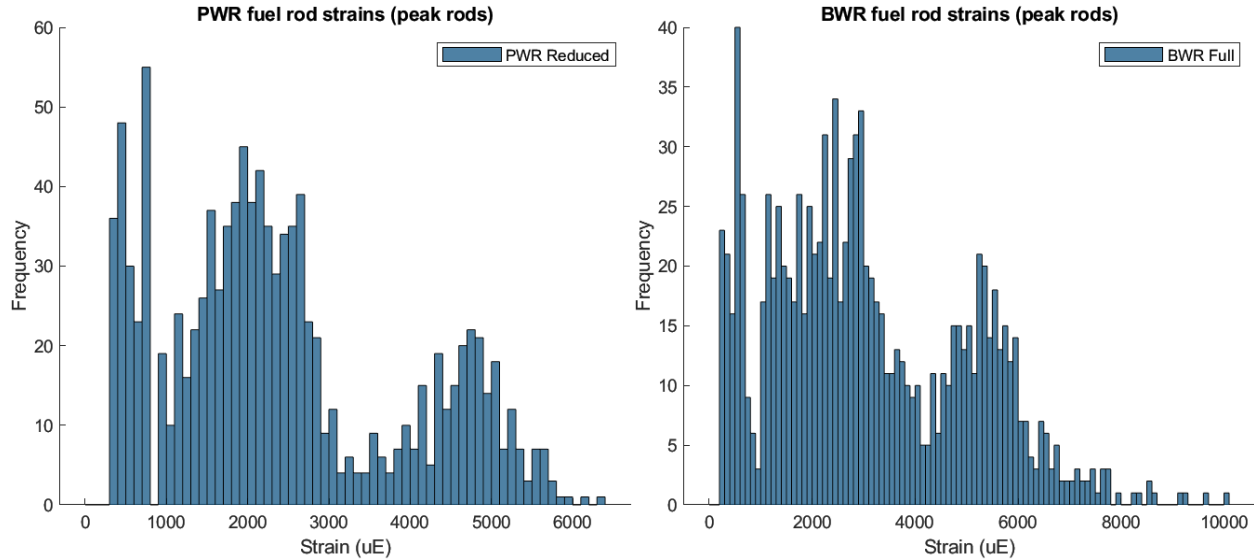 PWR fuel rod strains (peak rods)
60
50
40
30
20
10
0
Frequency
PWR Reduced
0 1000 2000 3000 4000 5000 6000
Strain (uE)
BWR fuel rod strains (peak rods)
40
35
30
25
20
15
10
5
0
Frequency
BWR Full
0 2000 4000 6000 8000 10000
Strain (uE)